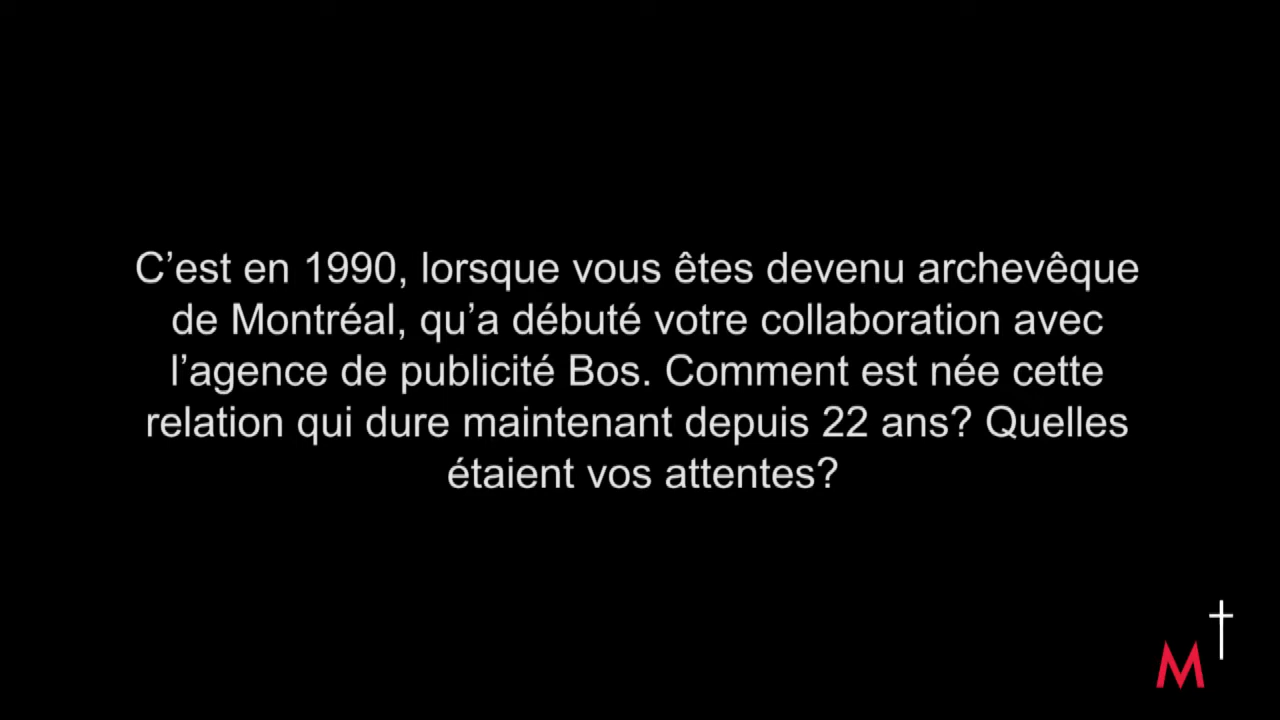 C’est en 1990, lorsque vous êtes devenu archevêque
de Montréal, qu’a débuté votre collaboration avec
l’agence de publicité Bos. Comment est née cette
relation qui dure maintenant depuis 22 ans? Quelles
étaient vos attentes?
M